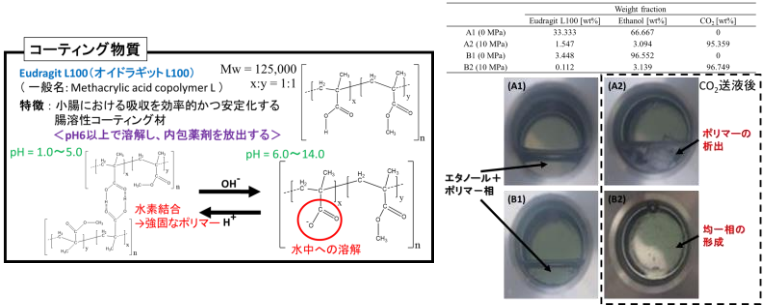 コーティング物質
Eudragit L100(オイドラギット L100)
( 一般名: Methacrylic acid copolymer L )
Mw = 125,000
x:y = 1:1
特徴 : 小腸における吸収を効率的かつ安定化する
腸溶性コーティング材
<pH6以上で溶解し、内包薬剤を放出する>
pH = 1.0~5.0
pH = 6.0~14.0
OH⁻
H⁺
水素結合
→強固なポリマー
水中への溶解
Weight fraction
Eudragit L100 [wt%] Ethanol [wt%] CO₂ [wt%]
A1 (0 MPa) 33.333 66.667 0
A2 (10 MPa) 1.547 3.094 95.359
B1 (0 MPa) 3.448 96.552 0
B2 (10 MPa) 0.112 3.139 96.749
(A1)
(A2)
CO₂送液後
ポリマーの
析出
エタノール+
ポリマー相
(B1)
(B2)
均一相の
形成